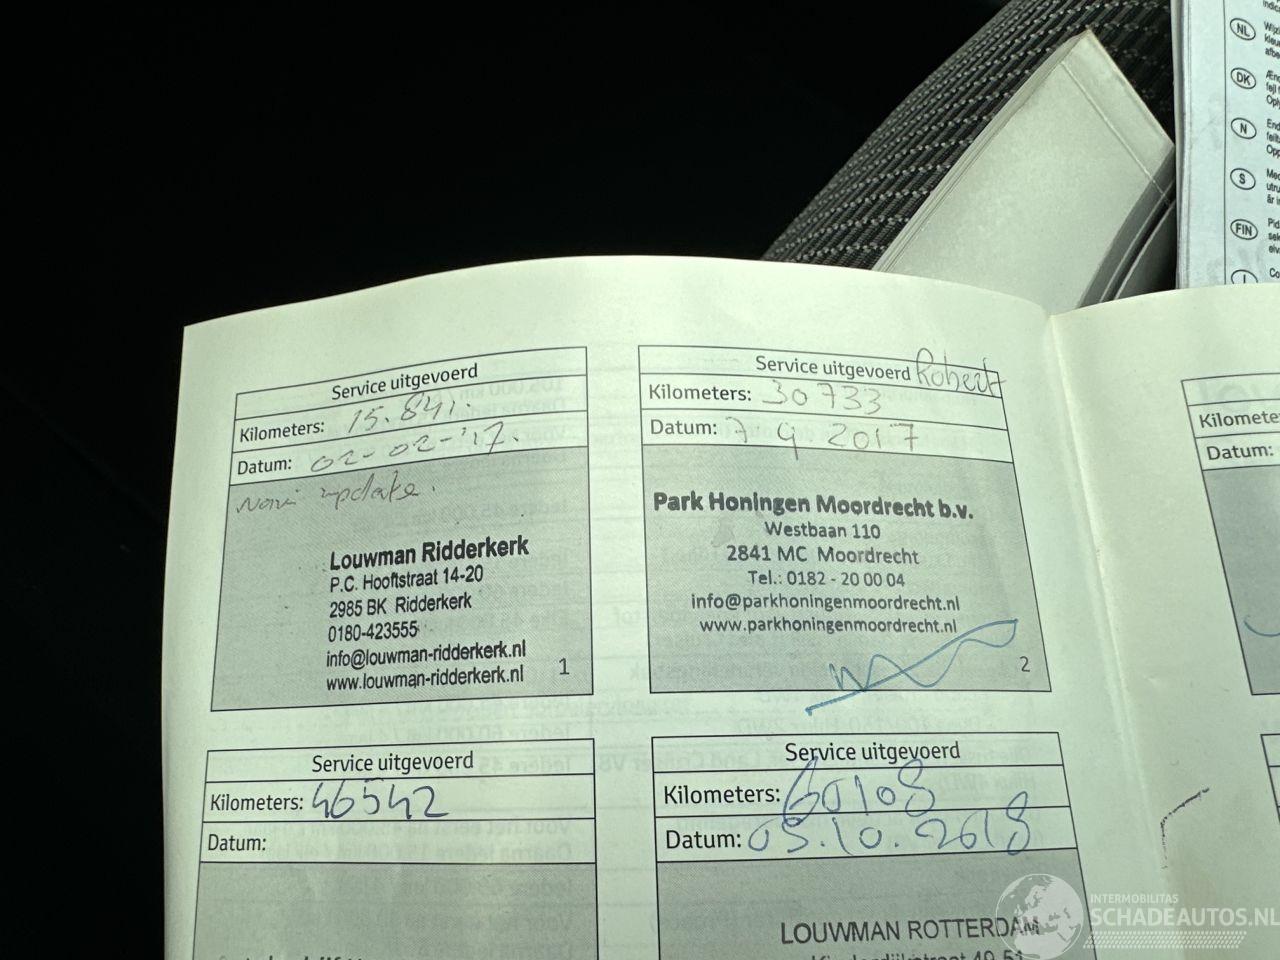 Service uitgevoerd
Kilometers: 15.841
Datum: 02-02-'17.
navi update.
Louwman Ridderkerk
P.C. Hooftstraat 14-20
2985 BK Ridderkerk
0180-423555
info@louwman-ridderkerk.nl
www.louwman-ridderkerk.nl
1
Service uitgevoerd Robert
Kilometers: 30733
Datum: 7 9 2017
Park Honingen Moordrecht b.v.
Westbaan 110
2841 MC Moordrecht
Tel.: 0182 - 20 00 04
info@parkhoningenmoordrecht.nl
www.parkhoningenmoordrecht.nl
2
Service uitgevoerd
Kilometers: 46542
Datum:
Service uitgevoerd
Kilometers: 60108
Datum: 05.10.2018
LOUWMAN ROTTERDAM
Datum:
NL
DK
N
S
FIN
I
INTERMOBILITAS
SCHADEAUTOS.NL